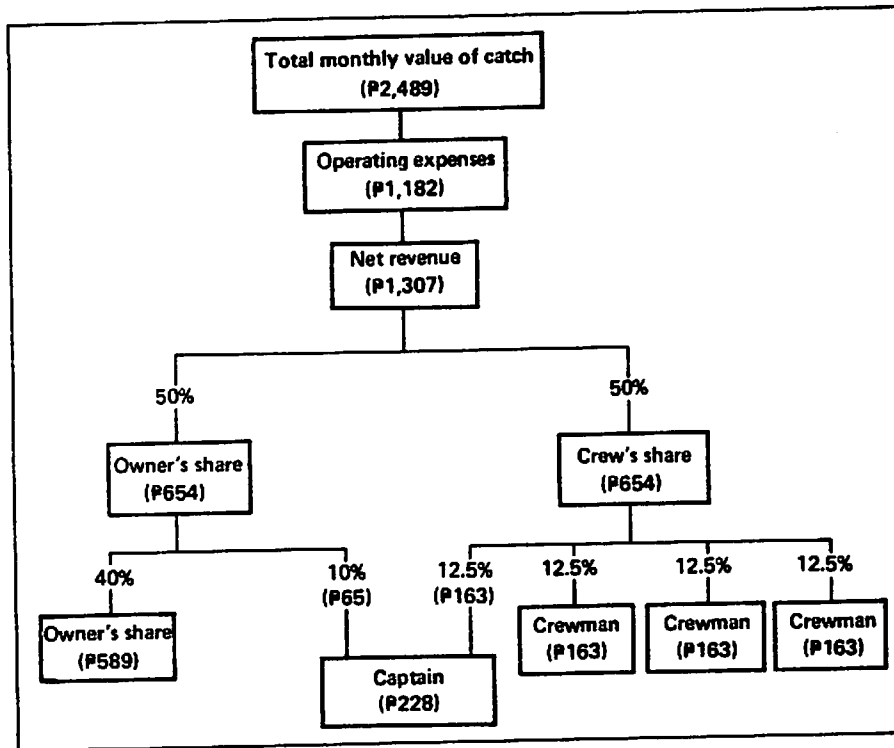 Total monthly value of catch
(₱2,489)
Operating expenses
(₱1,182)
Net revenue
(₱1,307)
50%
50%
Owner's share
(₱654)
Crew's share
(₱654)
40%
10%
(₱65)
12.5%
(₱163)
12.5%
12.5%
12.5%
Owner's share
(₱589)
Captain
(₱228)
Crewman
(₱163)
Crewman
(₱163)
Crewman
(₱163)